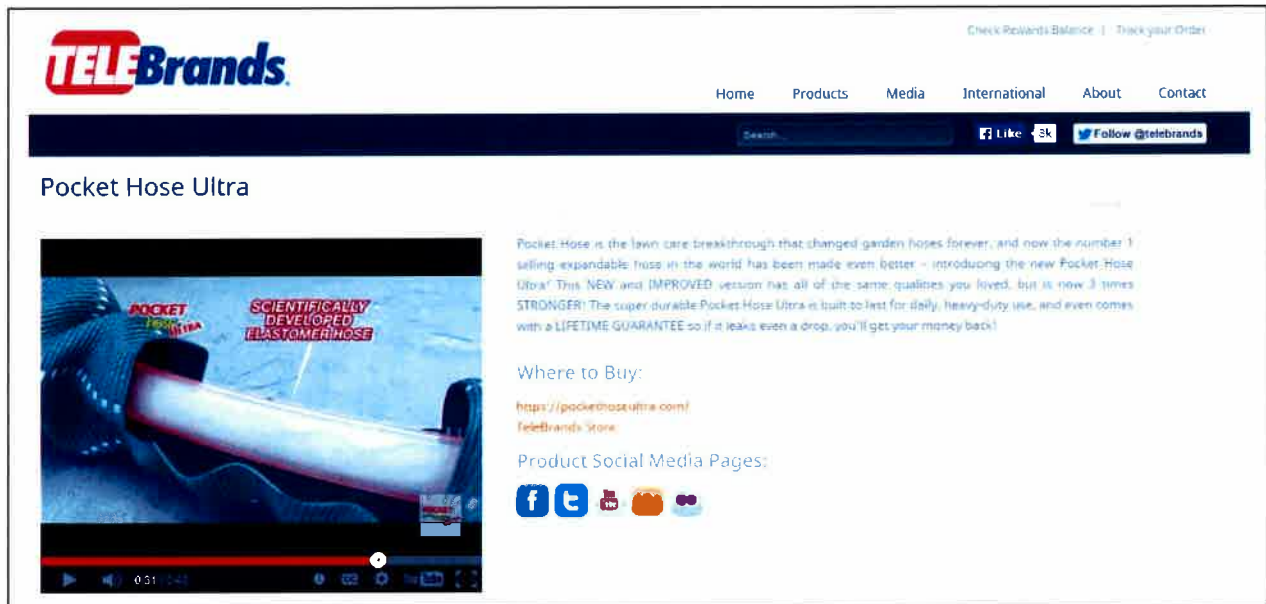 TELEBrands.
Check Rewards Balance | Track your Order
Home Products Media International About Contact
Search...
Like 3k
Follow @telebrands
Pocket Hose Ultra
Pocket Hose is the lawn care breakthrough that changed garden hoses forever, and now the number 1
selling expandable hose in the world has been made even better – introducing the new Pocket Hose
Ultra! This NEW and IMPROVED version has all of the same qualities you loved, but is now 3 times
STRONGER! The super durable Pocket Hose Ultra is built to last for daily, heavy-duty use, and even comes
with a LIFETIME GUARANTEE so if it leaks even a drop, you'll get your money back!
POCKET
HOSE ULTRA
SCIENTIFICALLY
DEVELOPED
ELASTOMER HOSE
POCKET
0:31
CC
Where to Buy:
https://pockethoseultra.com/
TeleBrands Store
Product Social Media Pages: